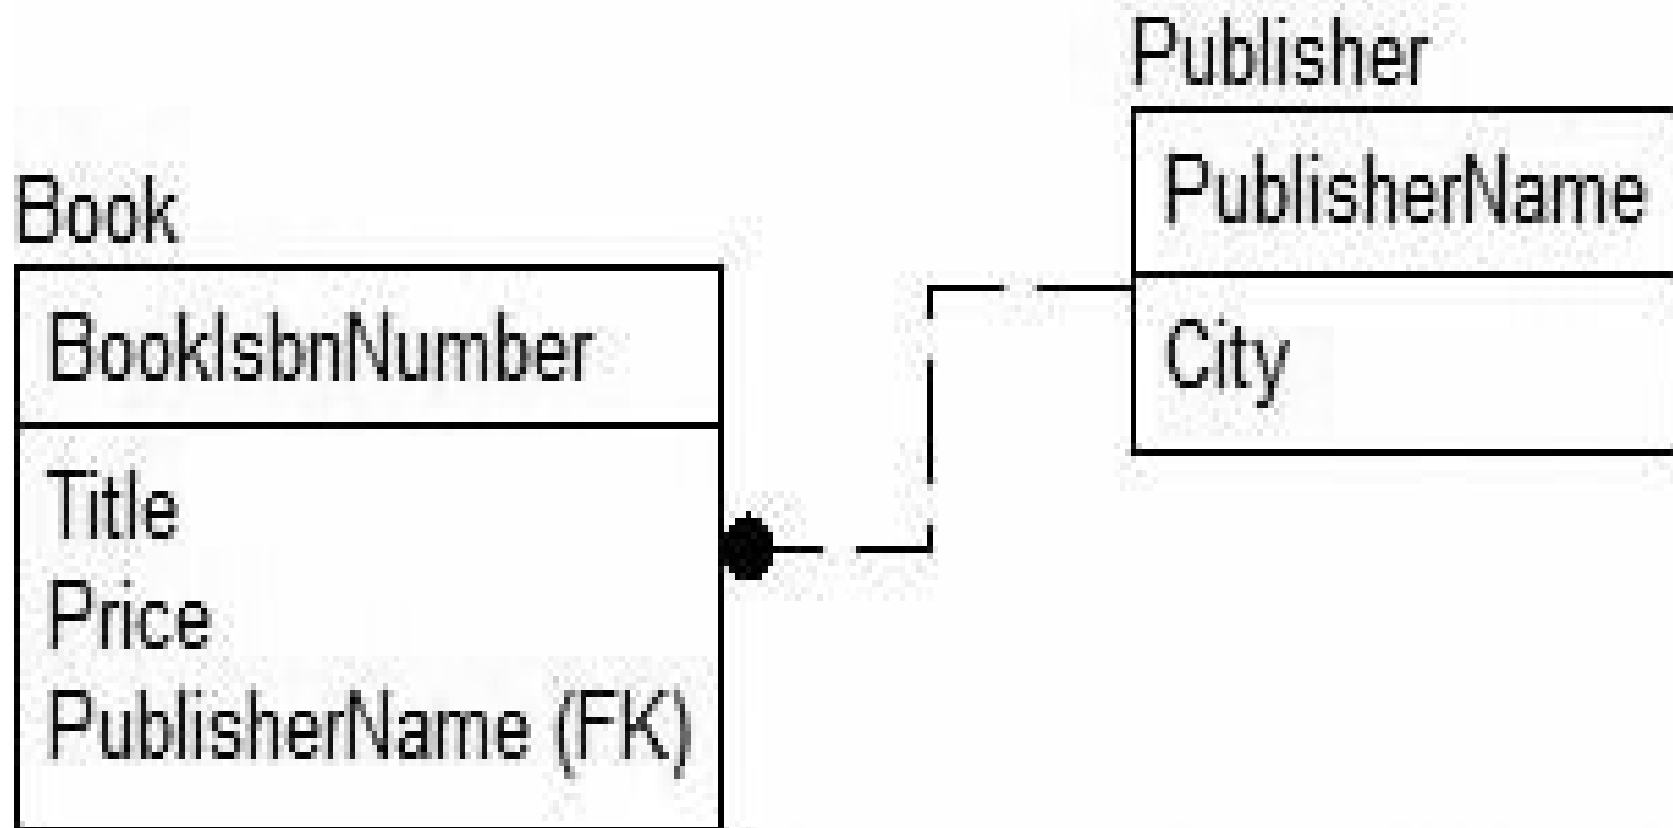 Book
BookIsbnNumber
Title
Price
PublisherName (FK)
Publisher
PublisherName
City